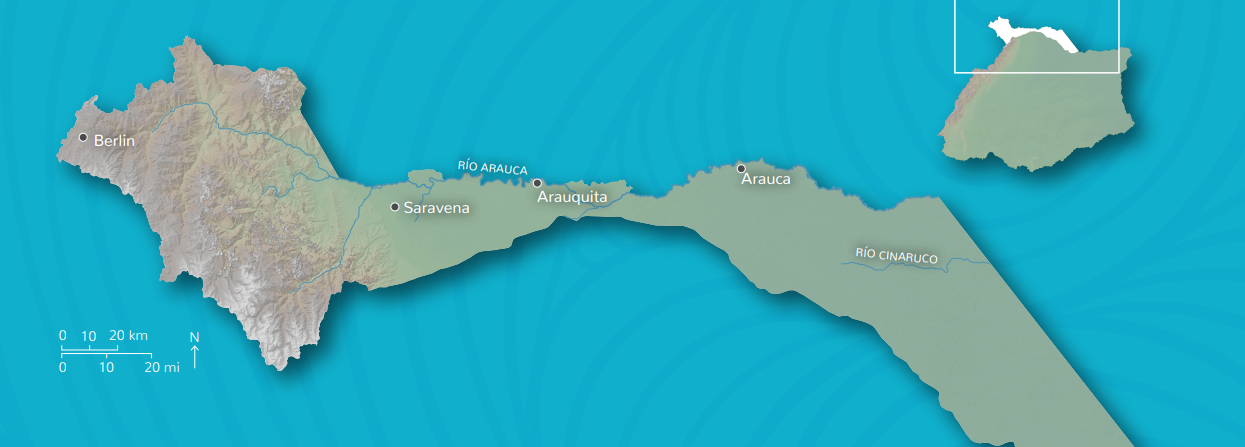 Berlin
RÍO ARAUCA
Arauca
Arauquita
Saravena
RÍO CINARUCO
0 10 20 km
N
0 10 20 mi